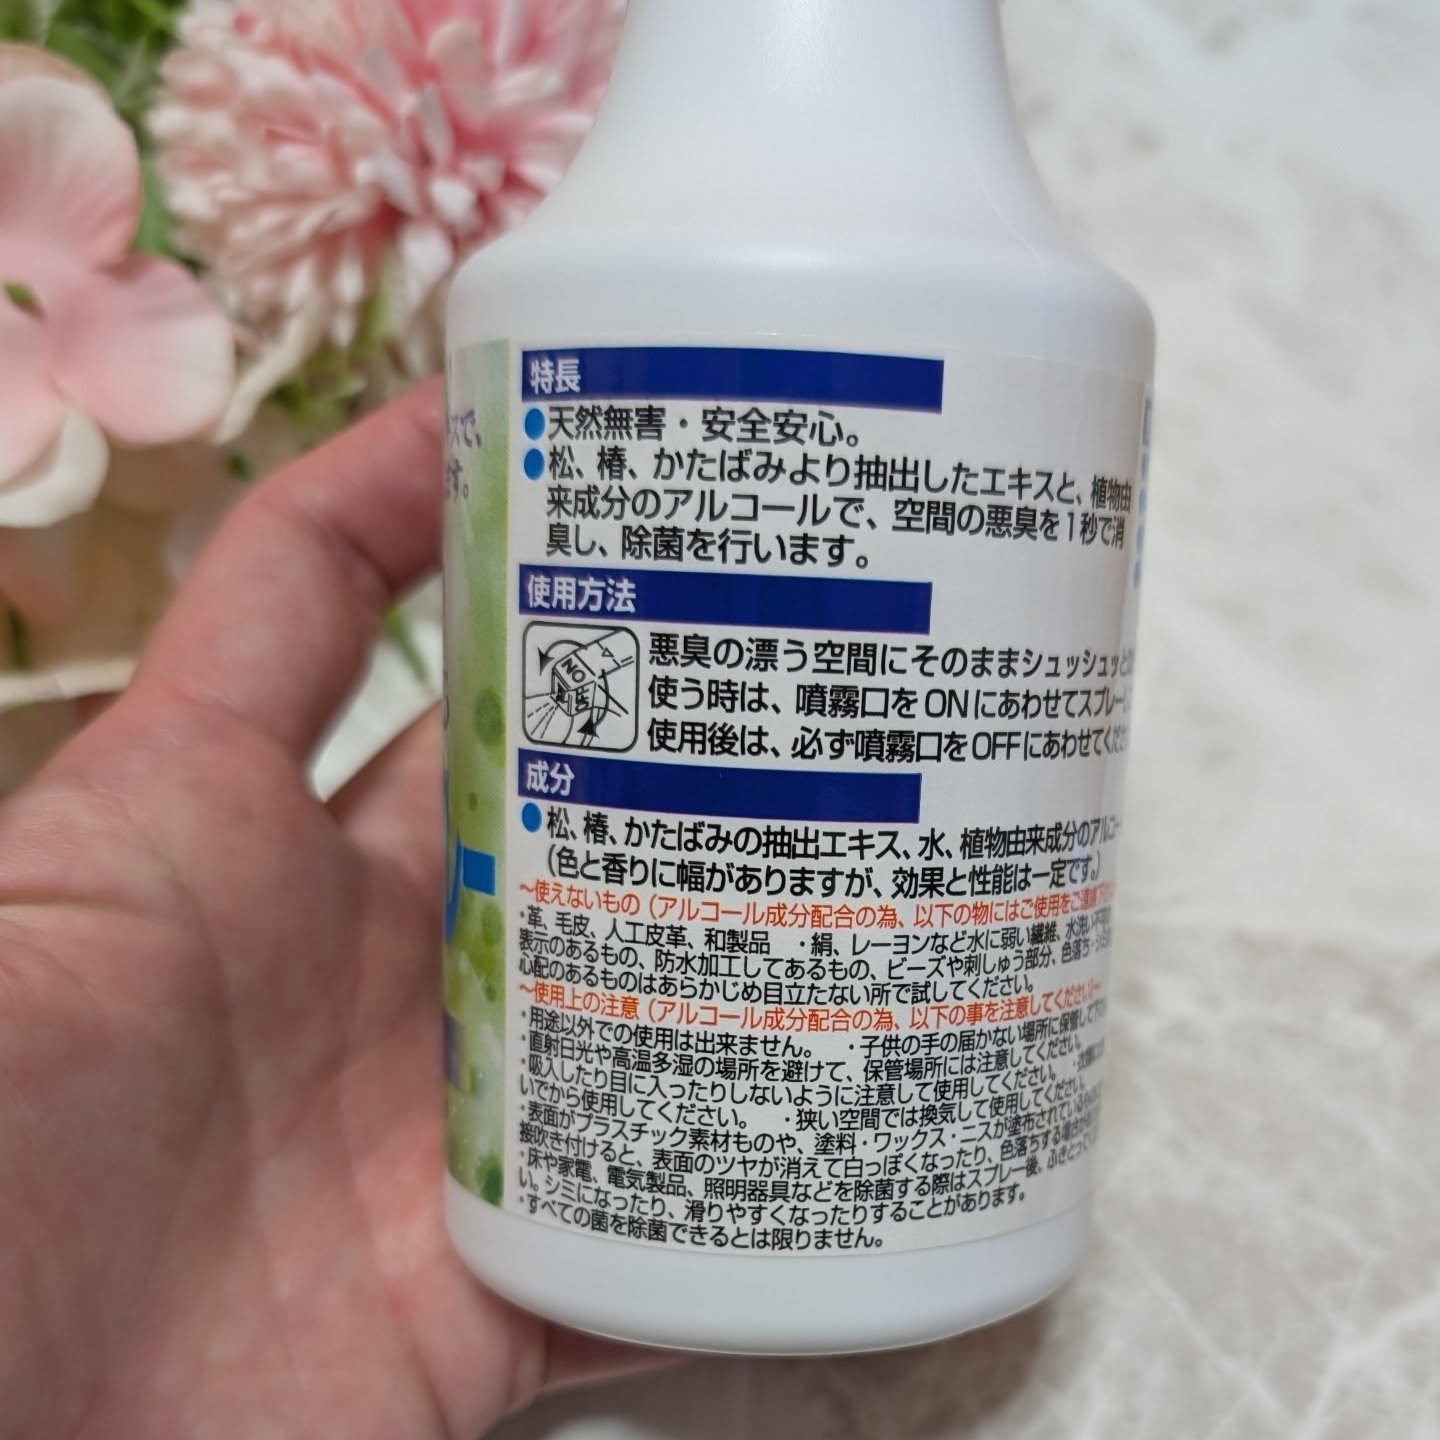 特長
●天然無害・安全安心。
●松、椿、かたばみより抽出したエキスと、植物由
来成分のアルコールで、空間の悪臭を1秒で消
臭し、除菌を行います。
使用方法
悪臭の漂う空間にそのままシュッシュッと
使う時は、噴霧口をONにあわせてスプレー
使用後は、必ず噴霧口をOFFにあわせてくだ
成分
●松、椿、かたばみの抽出エキス、水、植物由来成分のアルコー
(色と香りに幅がありますが、効果と性能は一定です。)
~使えないもの(アルコール成分配合の為、以下の物にはご使用をご遠慮下
・革、毛皮、人工皮革、和製品 ・絹、レーヨンなど水に弱い繊維、水洗い不可
表示のあるもの、防水加工してあるもの、ビーズや刺しゅう部分、色落ち・シミ
心配のあるものはあらかじめ目立たない所で試してください。
~使用上の注意(アルコール成分配合の為、以下の事を注意してください)~
・用途以外での使用は出来ません。 ・子供の手の届かない場所に保管して下
・直射日光や高温多湿の場所を避けて、保管場所には注意してください。
・吸入したり目に入ったりしないように注意して使用してください。
いでから使用してください。 ・狭い空間では換気して使用してください。
・表面がプラスチック素材ものや、塗料・ワックス・ニスが塗布されているもの
接吹き付けると、表面のツヤが消えて白っぽくなったり、色落ちする場合が
・床や家電、電気製品、照明器具などを除菌する際はスプレー後、ふきとって
い。シミになったり、滑りやすくなったりすることがあります。
・すべての菌を除菌できるとは限りません。